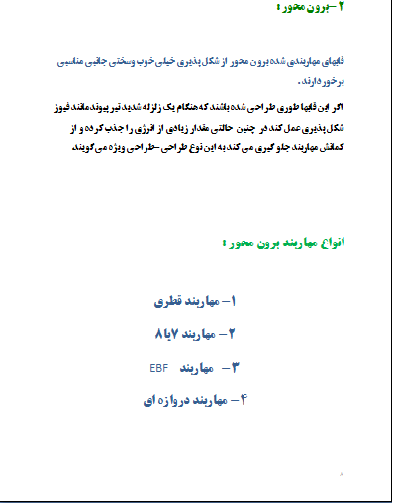 ۲-برون محور :
قابهای مهاربندی شده برون محور از شکل پذیری خیلی خوب وسختی جانبی مناسبی
برخوردارند .
اگر این قابها طوری طراحی شده باشند که هنگام یک زلزله شدید تیر پیوند مانند فیوز
شکل پذیری عمل کند در چنین حالتی مقدار زیادی از انرژی را جذب کرده و از
کمانش مهاربند جلو گیری می کند به این نوع طراحی -طراحی ویژه می گویند.
انواع مهاربند برون محور :
۱- مهاربند قطری
۲- مهاربند ۷یا۸
۳- مهاربند EBF
۴- مهاربند دروازه ای
۸